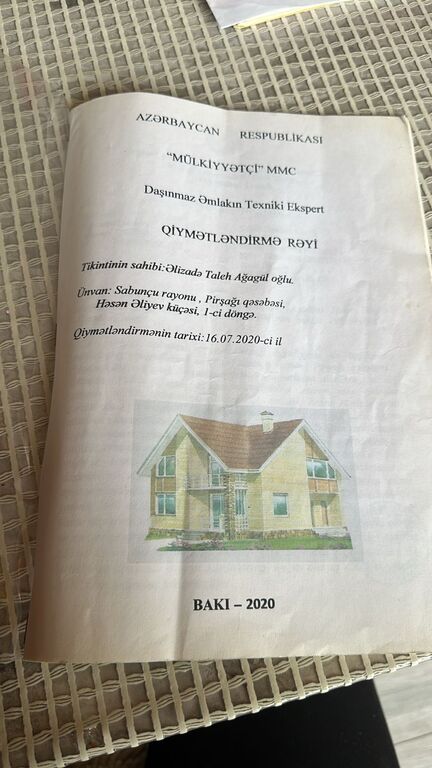 AZƏRBAYCAN RESPUBLİKASI
“MÜLKİYYƏTÇİ” MMC
Daşınmaz Əmlakın Texniki Ekspert
QİYMƏTLƏNDİRMƏ RƏYİ
Tikintinin sahibi:Əlizadə Taleh Ağagül oğlu.
Ünvan: Sabunçu rayonu , Pirşağı qəsəbəsi,
Həsən Əliyev küçəsi, 1-ci döngə.
Qiymətləndirmənin tarixi:16.07.2020-ci il
BAKI – 2020